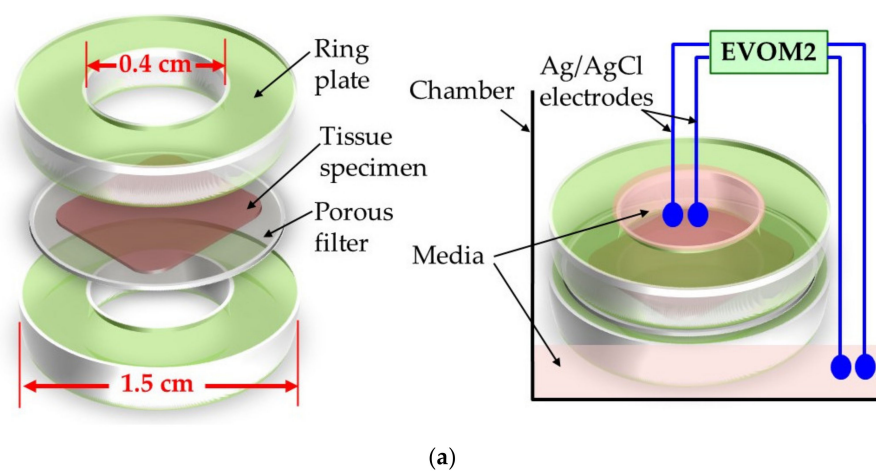 0.4 cm
Ring
plate
Tissue
specimen
Porous
filter
1.5 cm
EVOM2
Ag/AgCl
electrodes
Chamber
Media
(a)